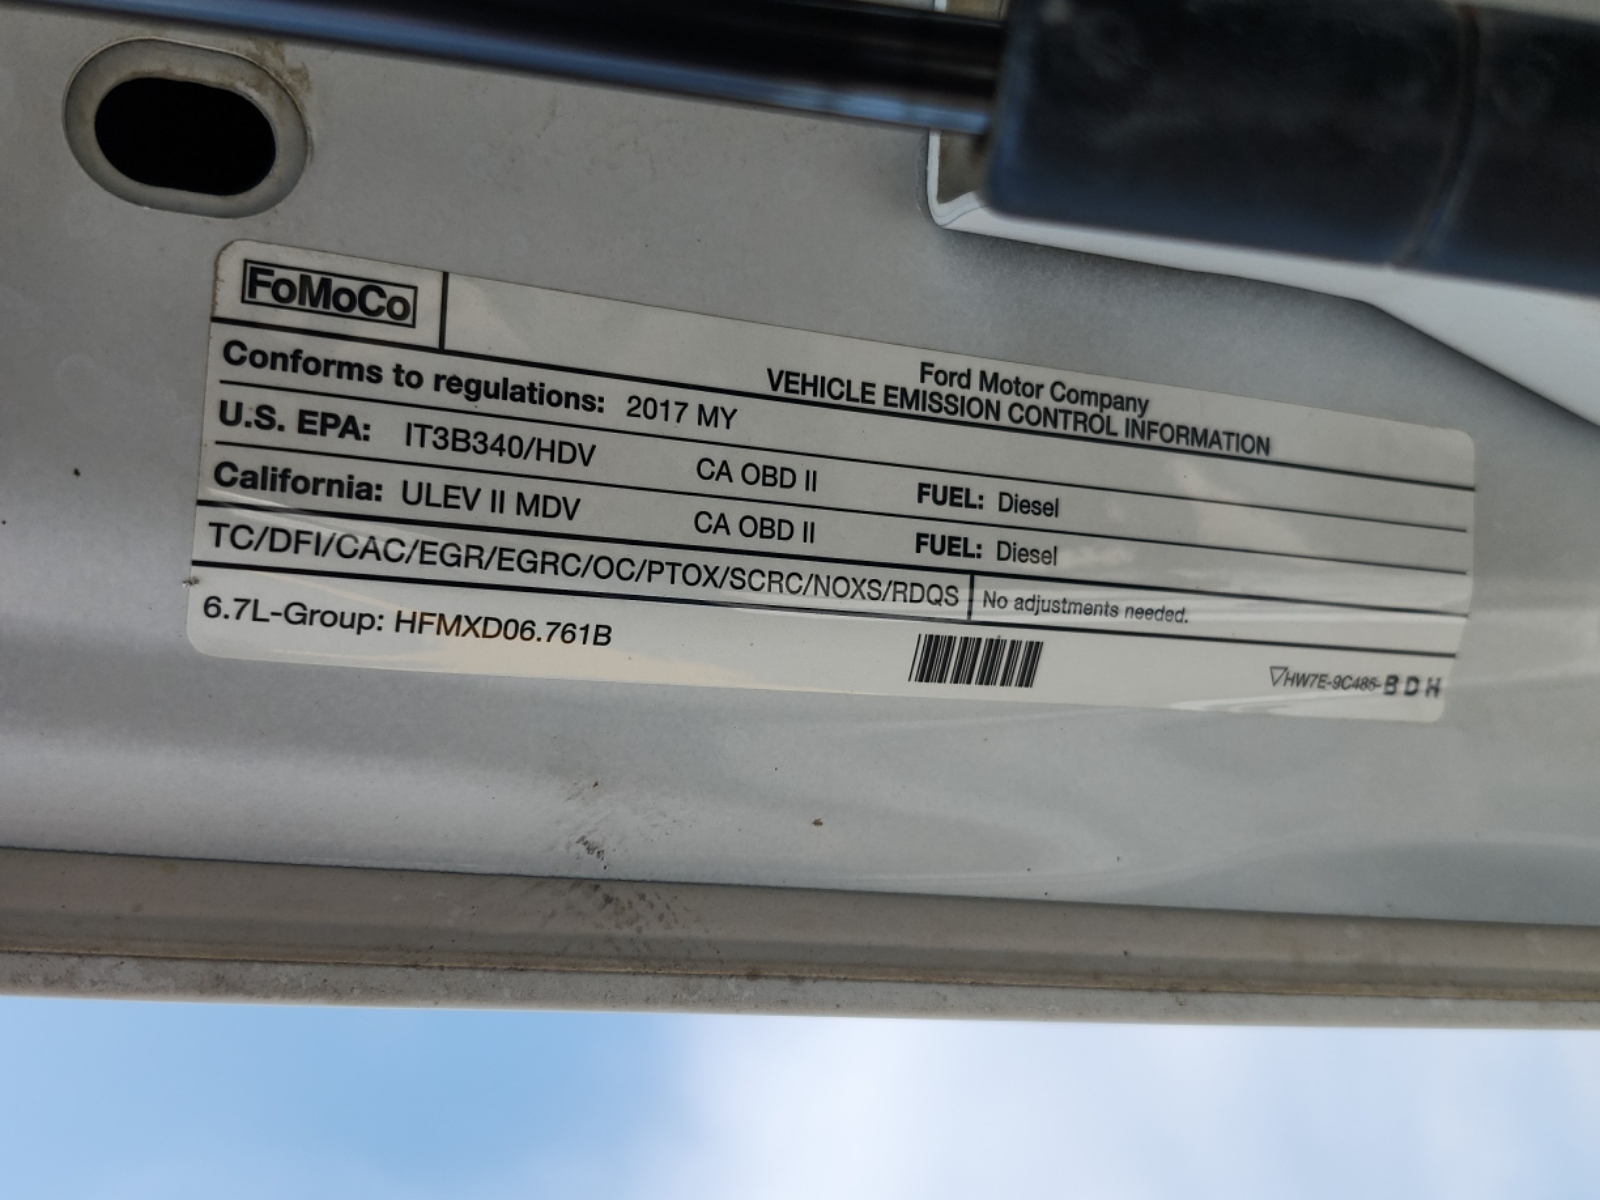 FoMoCo
Ford Motor Company
VEHICLE EMISSION CONTROL INFORMATION
Conforms to regulations: 2017 MY
U.S. EPA: IT3B340/HDV CA OBD II FUEL: Diesel
California: ULEV II MDV CA OBD II FUEL: Diesel
TC/DFI/CAC/EGR/EGRC/OC/PTOX/SCRC/NOXS/RDQS No adjustments needed.
6.7L-Group: HFMXD06.761B
HW7E-9C485-BDH